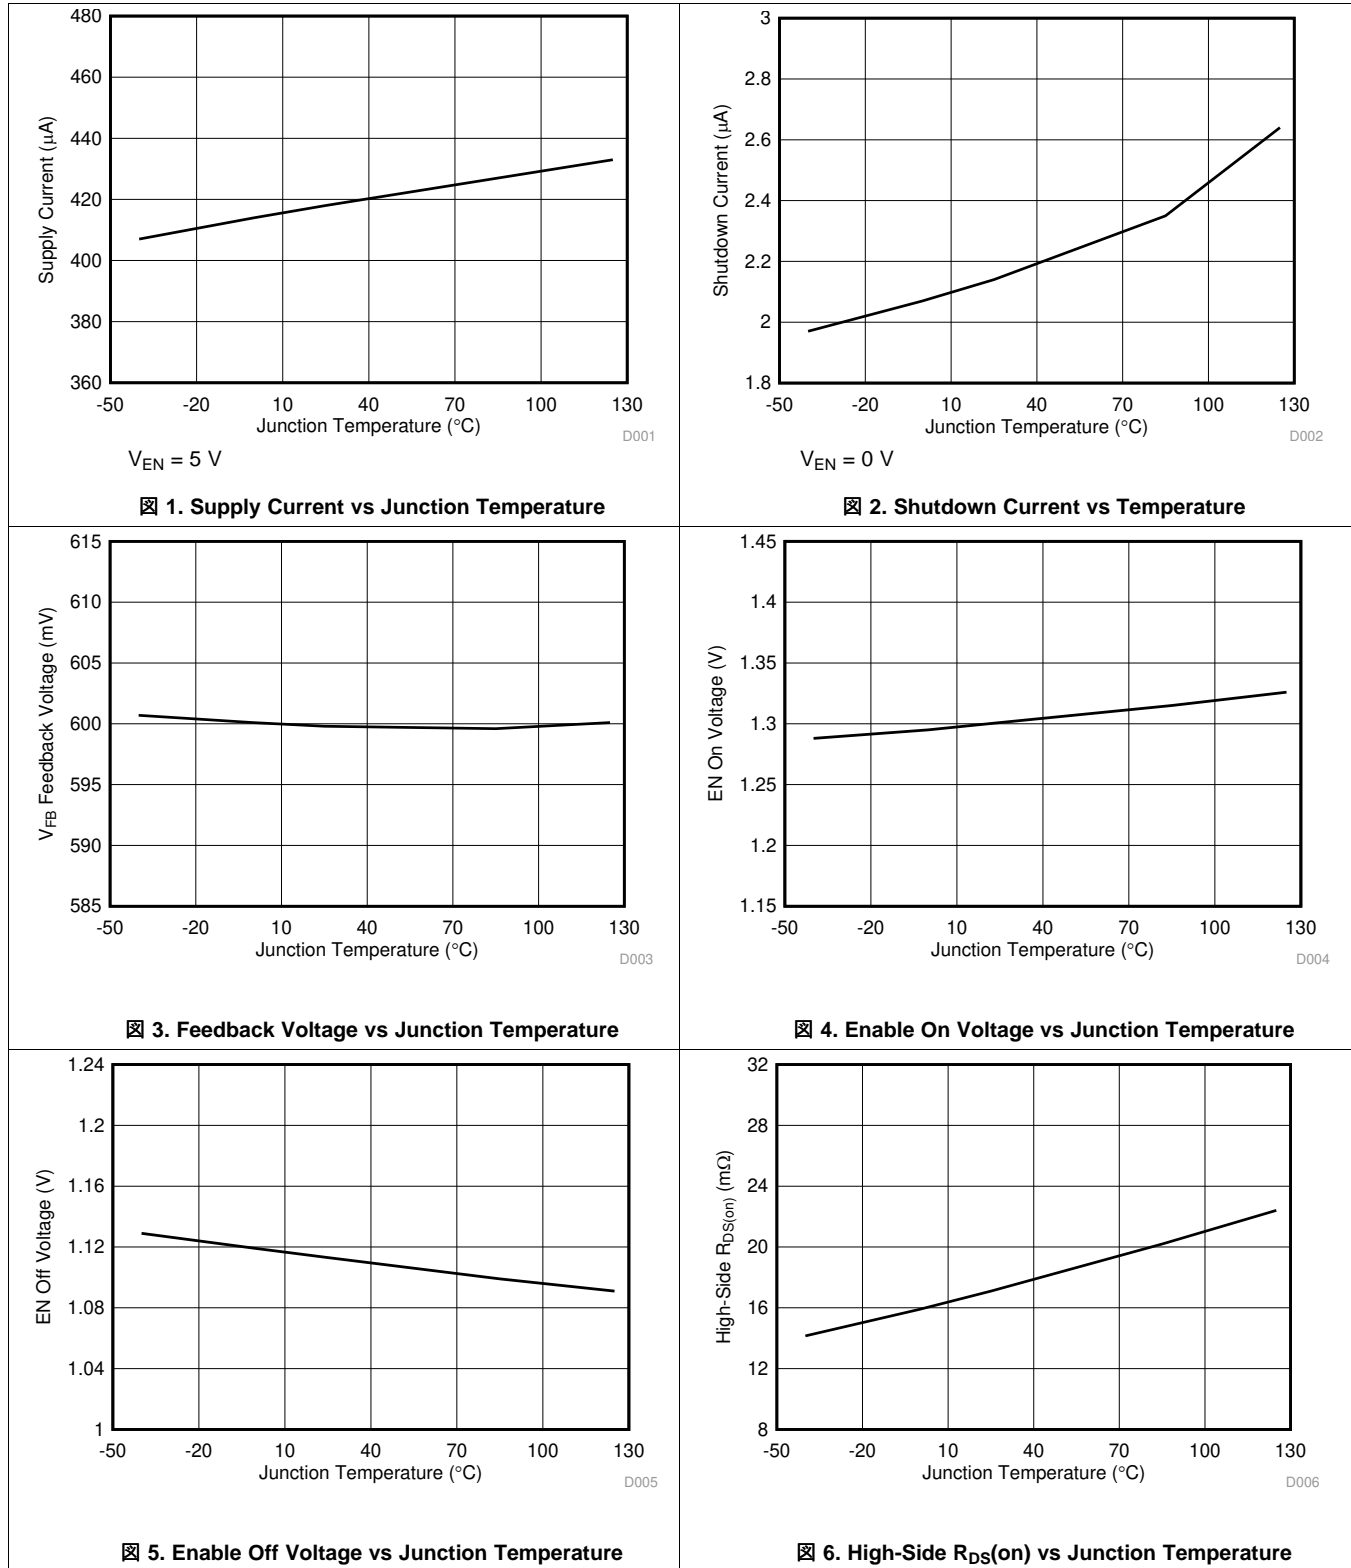 480
460
440
420
400
380
360
Supply Current (μA)
-50 -20 10 40 70 100 130
Junction Temperature (°C)
D001
VEN = 5 V
図 1. Supply Current vs Junction Temperature
3
2.8
2.6
2.4
2.2
2
1.8
Shutdown Current (μA)
-50 -20 10 40 70 100 130
Junction Temperature (°C)
D002
VEN = 0 V
図 2. Shutdown Current vs Temperature
615
610
605
600
595
590
585
VFB Feedback Voltage (mV)
-50 -20 10 40 70 100 130
Junction Temperature (°C)
D003
図 3. Feedback Voltage vs Junction Temperature
1.45
1.4
1.35
1.3
1.25
1.2
1.15
EN On Voltage (V)
-50 -20 10 40 70 100 130
Junction Temperature (°C)
D004
図 4. Enable On Voltage vs Junction Temperature
1.24
1.2
1.16
1.12
1.08
1.04
1
EN Off Voltage (V)
-50 -20 10 40 70 100 130
Junction Temperature (°C)
D005
図 5. Enable Off Voltage vs Junction Temperature
32
28
24
20
16
12
8
High-Side RDS(on) (mΩ)
-50 -20 10 40 70 100 130
Junction Temperature (°C)
D006
図 6. High-Side RDS(on) vs Junction Temperature